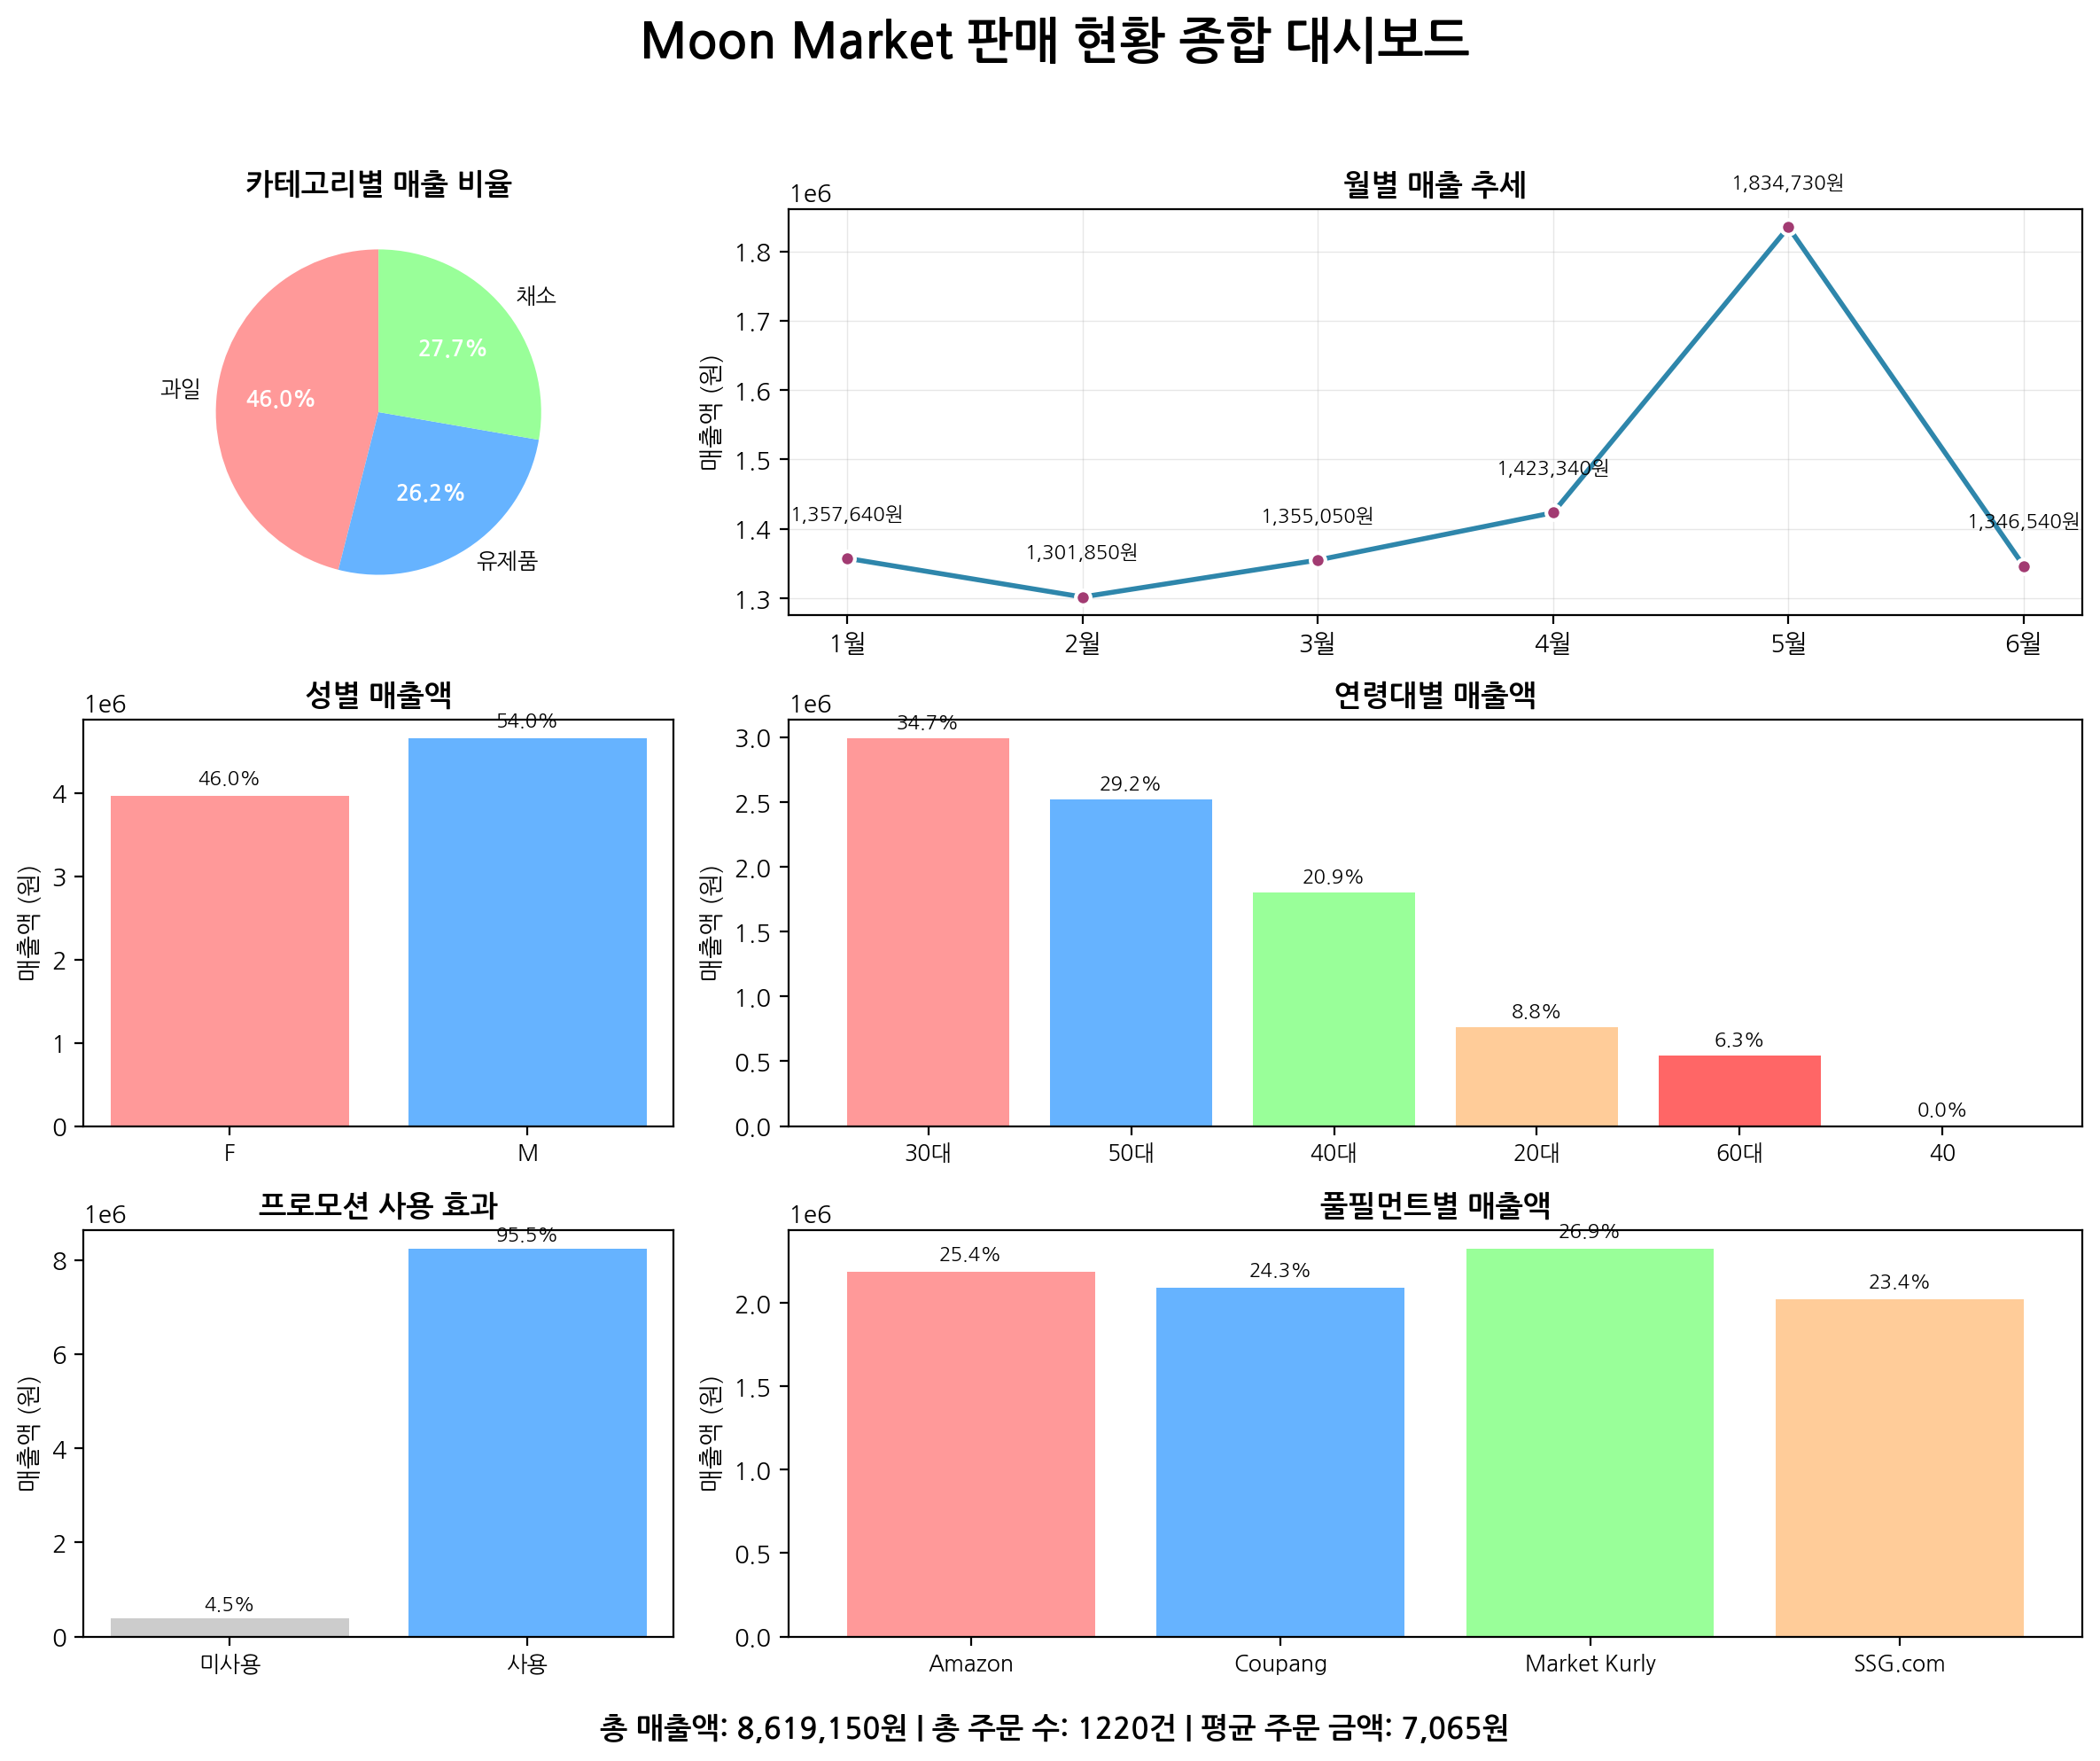 Moon Market 판매 현황 종합 대시보드
카테고리별 매출 비율
채소
27.7%
과일
46.0%
26.2%
유제품
월별 매출 추세
1e6
1,834,730원
1.8
1.7
1.6
1.5
1.4
1.3
매출액 (원)
1,357,640원
1,301,850원
1,355,050원
1,423,340원
1,346,540원
1월
2월
3월
4월
5월
6월
성별 매출액
1e6
54.0%
46.0%
4
3
2
1
0
매출액 (원)
F
M
연령대별 매출액
1e6
34.7%
29.2%
20.9%
8.8%
6.3%
0.0%
3.0
2.5
2.0
1.5
1.0
0.5
0.0
매출액 (원)
30대
50대
40대
20대
60대
40
프로모션 사용 효과
1e6
95.5%
4.5%
8
6
4
2
0
매출액 (원)
미사용
사용
풀필먼트별 매출액
1e6
25.4%
24.3%
26.9%
23.4%
2.0
1.5
1.0
0.5
0.0
매출액 (원)
Amazon
Coupang
Market Kurly
SSG.com
총 매출액: 8,619,150원 | 총 주문 수: 1220건 | 평균 주문 금액: 7,065원